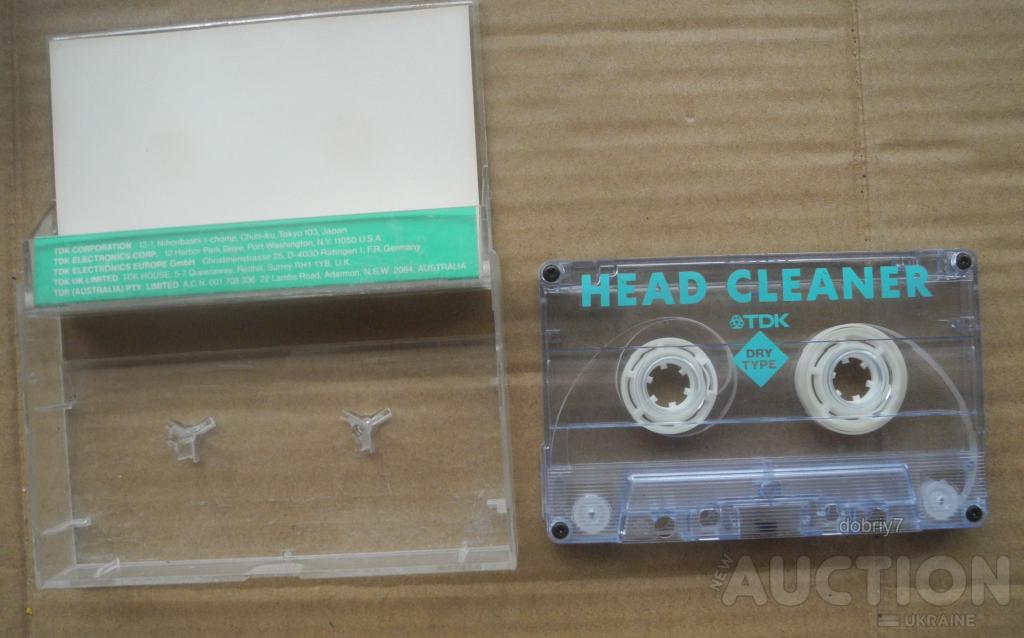 TDK CORPORATION 13-1, Nihonbashi 1-chome, Chuo-ku, Tokyo 103, Japan
TDK ELECTRONICS CORP. 12 Harbor Park Drive, Port Washington, N.Y. 11050 U.S.A.
TDK ELECTRONICS EUROPE GmbH Christinenstrasse 25, D-4030 Ratingen 1, F.R. Germany
TDK UK LIMITED TDK HOUSE, 5-7 Queensway, Redhill, Surrey RH1 1YB, U.K.
TDK (AUSTRALIA) PTY. LIMITED A.C.N. 001 708 336 22 Lambs Road, Artarmon, N.S.W. 2064, AUSTRALIA
HEAD CLEANER
TDK
DRY
TYPE
dobriy7
NEW AUCTION
UKRAINE